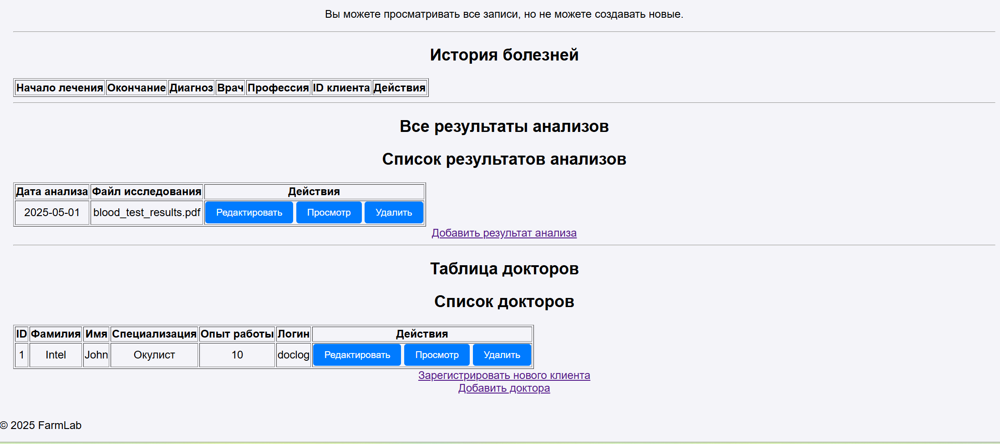 Вы можете просматривать все записи, но не можете создавать новые.
История болезней
Начало лечения Окончание Диагноз Врач Профессия ID клиента Действия
Все результаты анализов
Список результатов анализов
Дата анализа Файл исследования Действия
2025-05-01 blood_test_results.pdf Редактировать Просмотр Удалить
Добавить результат анализа
Таблица докторов
Список докторов
ID Фамилия Имя Специализация Опыт работы Логин Действия
1 Intel John Окулист 10 doclog Редактировать Просмотр Удалить
Зарегистрировать нового клиента
Добавить доктора
© 2025 FarmLab